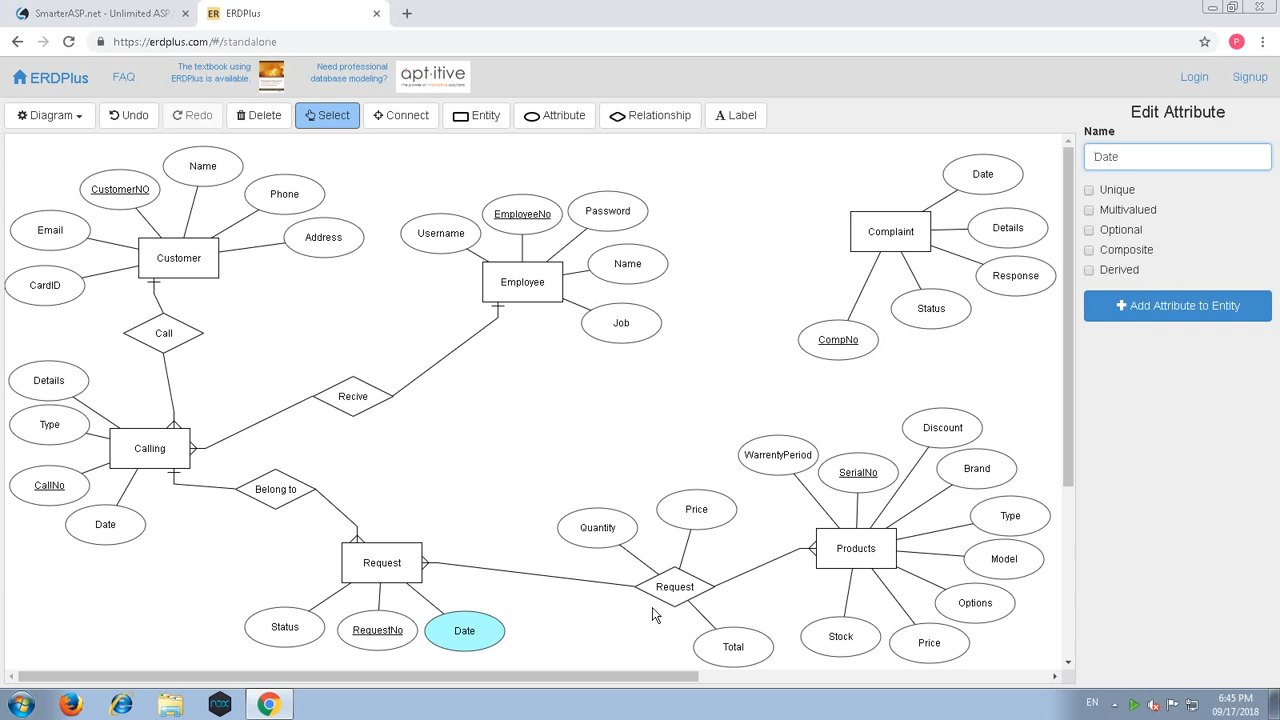 SmarterASP.net - Unlimited ASP.
ER ERDPlus
https://erdplus.com/#/standalone
P
ERDPlus
FAQ
The textbook using
ERDPlus is available.
Need professional
database modeling?
apt·itive
Login
Signup
Diagram
Undo
Redo
Delete
Select
Connect
Entity
Attribute
Relationship
A Label
Edit Attribute
Name
Date
Unique
Multivalued
Optional
Composite
Derived
+ Add Attribute to Entity
Name
CustomerNO
Phone
Email
Address
Customer
CardID
Call
EmployeeNo
Password
Username
Name
Employee
Job
Date
Complaint
Details
Response
Status
CompNo
Details
Type
Recive
Calling
CallNo
Date
Belong to
Request
Status
RequestNo
Date
Quantity
Price
Request
Total
WarrentyPeriod
SerialNo
Discount
Brand
Type
Products
Model
Options
Stock
Price
nox
EN
6:45 PM
09/17/2018